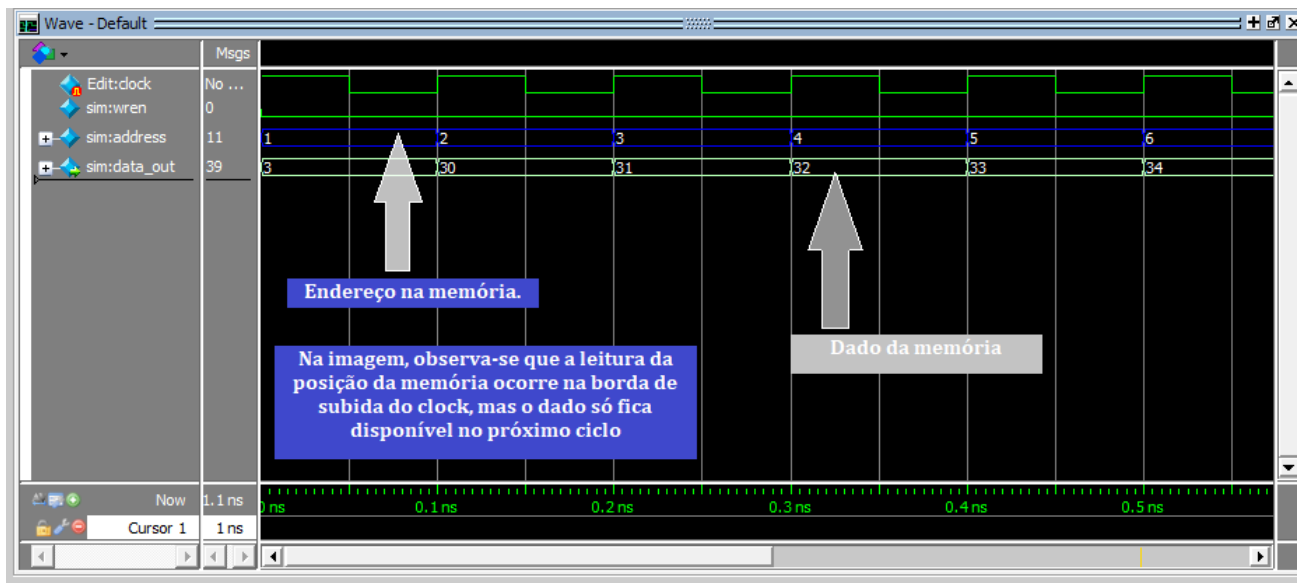 Wave - Default
Msgs
Edit:clock No ...
sim:wren 0
sim:address 11 1 2 3 4 5 6
sim:data_out 39 3 30 31 32 33 34
Endereço na memória.
Dado da memória
Na imagem, observa-se que a leitura da
posição da memória ocorre na borda de
subida do clock, mas o dado só fica
disponível no próximo ciclo
Now 1.1 ns ns 0.1 ns 0.2 ns 0.3 ns 0.4 ns 0.5 ns
Cursor 1 1 ns